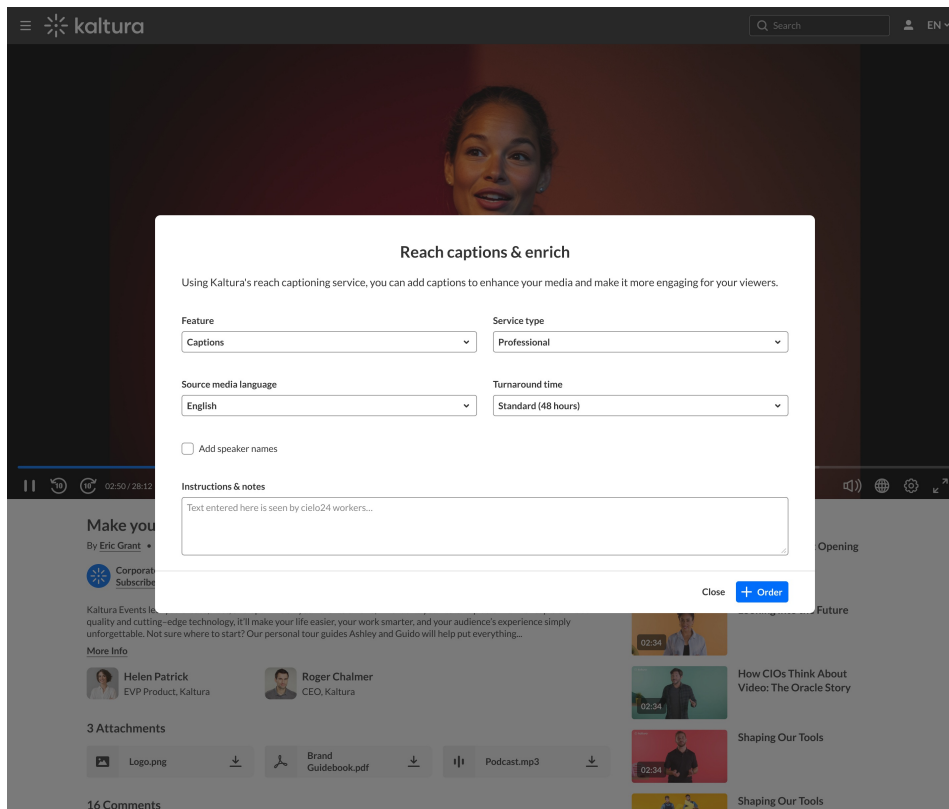 kaltura
Search
EN
Reach captions & enrich
Using Kaltura's reach captioning service, you can add captions to enhance your media and make it more engaging for your viewers.
Feature
Service type
Captions
Professional
Source media language
Turnaround time
English
Standard (48 hours)
Add speaker names
10
10
02:50 / 28:12
Instructions & notes
Text entered here is seen by cielo24 workers...
Close
Order
Make you
By Eric Grant •
Corporat
Subscribe
Kaltura Events le
quality and cutting-edge technology, it'll make your life easier, your work smarter, and your audience's experience simply
unforgettable. Not sure where to start? Our personal tour guides Ashley and Guido will help put everything...
More Info
Helen Patrick
EVP Product, Kaltura
Roger Chalmer
CEO, Kaltura
3 Attachments
Logo.png
Brand
Guidebook.pdf
Podcast.mp3
16 Comments
Opening
Future
02:34
How CIOs Think About
Video: The Oracle Story
02:34
Shaping Our Tools
02:34
Shaping Our Tools